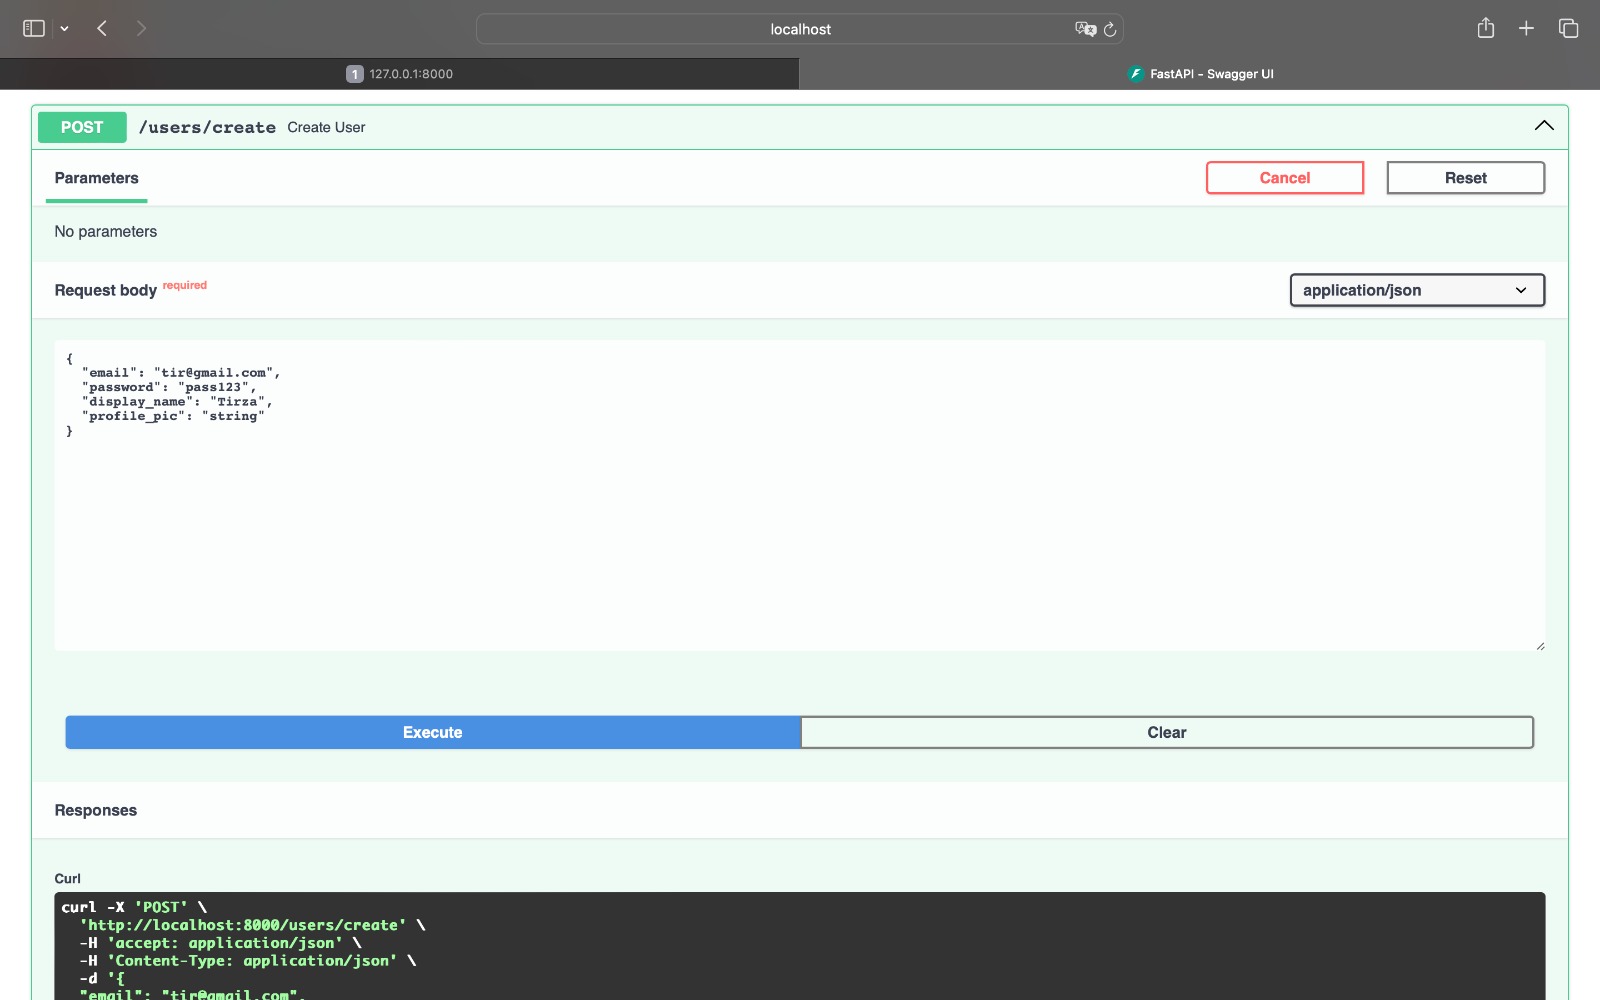 localhost
1 127.0.0.1:8000
FastAPI - Swagger UI
POST /users/create Create User
Parameters
Cancel
Reset
No parameters
Request body required
application/json
{
"email": "tir@gmail.com",
"password": "pass123",
"display_name": "Tirza",
"profile_pic": "string"
}
Execute
Clear
Responses
Curl
curl -X 'POST' \
'http://localhost:8000/users/create' \
-H 'accept: application/json' \
-H 'Content-Type: application/json' \
-d '{
"email": "tir@gmail.com",